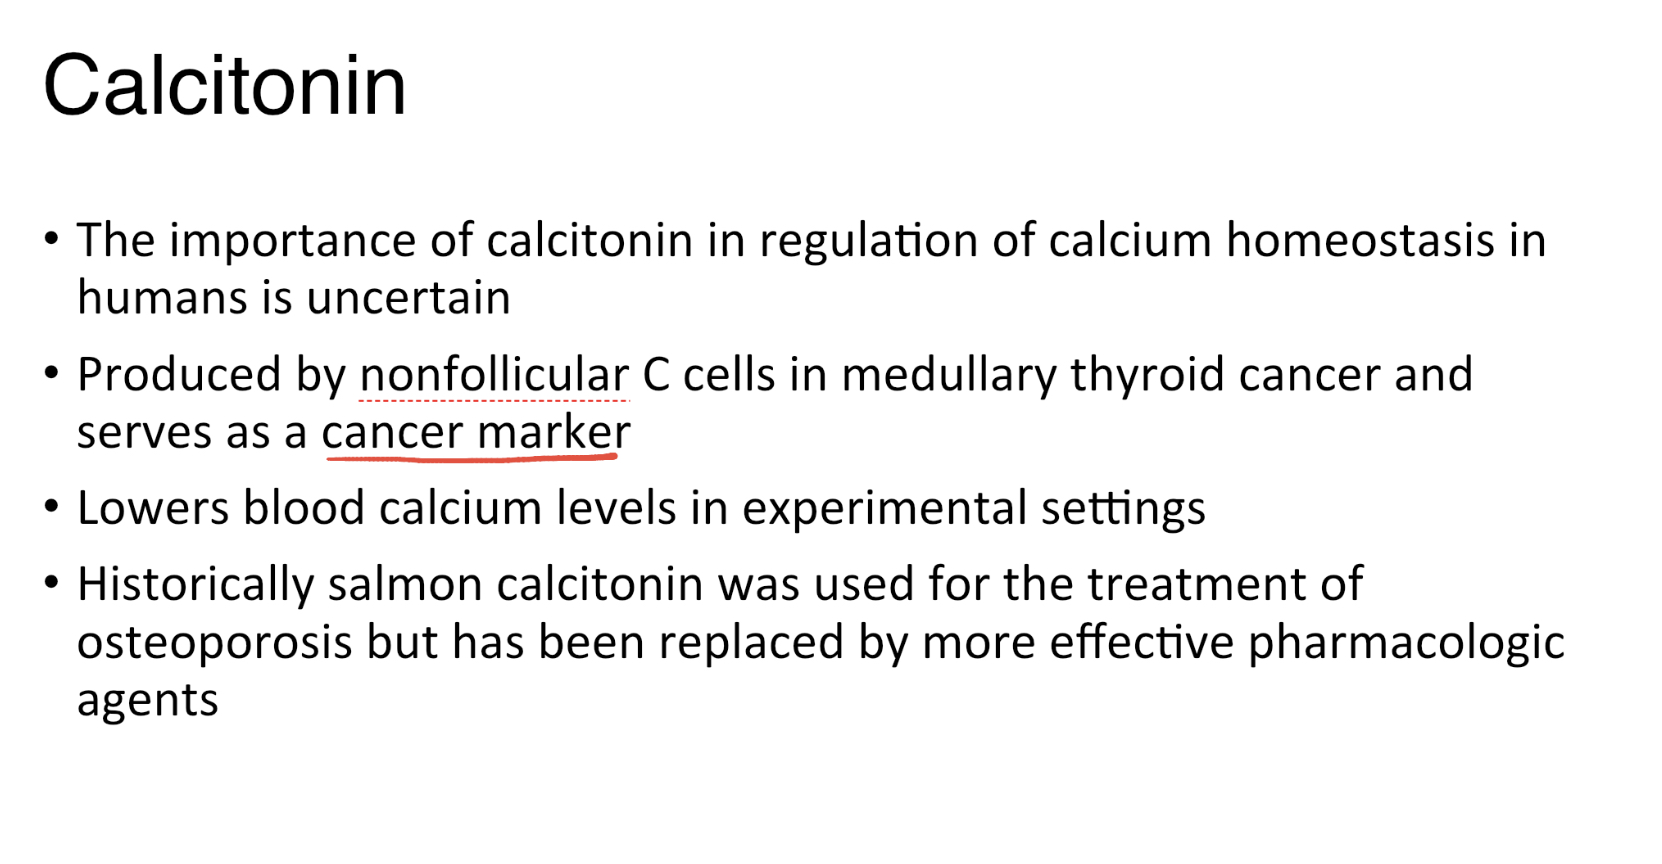 Calcitonin
• The importance of calcitonin in regulation of calcium homeostasis in
humans is uncertain
• Produced by nonfollicular C cells in medullary thyroid cancer and
serves as a cancer marker
• Lowers blood calcium levels in experimental settings
• Historically salmon calcitonin was used for the treatment of
osteoporosis but has been replaced by more effective pharmacologic
agents